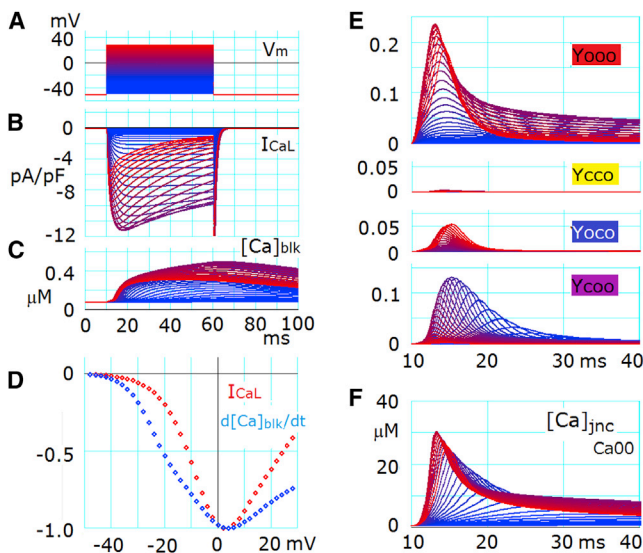 A
mV
40
0
-40
Vm
B
0
-4
pA/pF
-8
-12
ICaL
C
[Ca]blk
0.4
μM
0
0 20 40 60 80 100
ms
D
0
-0.5
-1.0
ICaL
d[Ca]blk/dt
-40 -20 0 20 mV
E
0.2
0.1
0
Yooo
0
Ycco
0.05
0
Yoco
0.1
0
Ycoo
10 20 30 ms 40
F
40
μM
20
0
[Ca]jnc
Ca00
10 20 30 ms 40